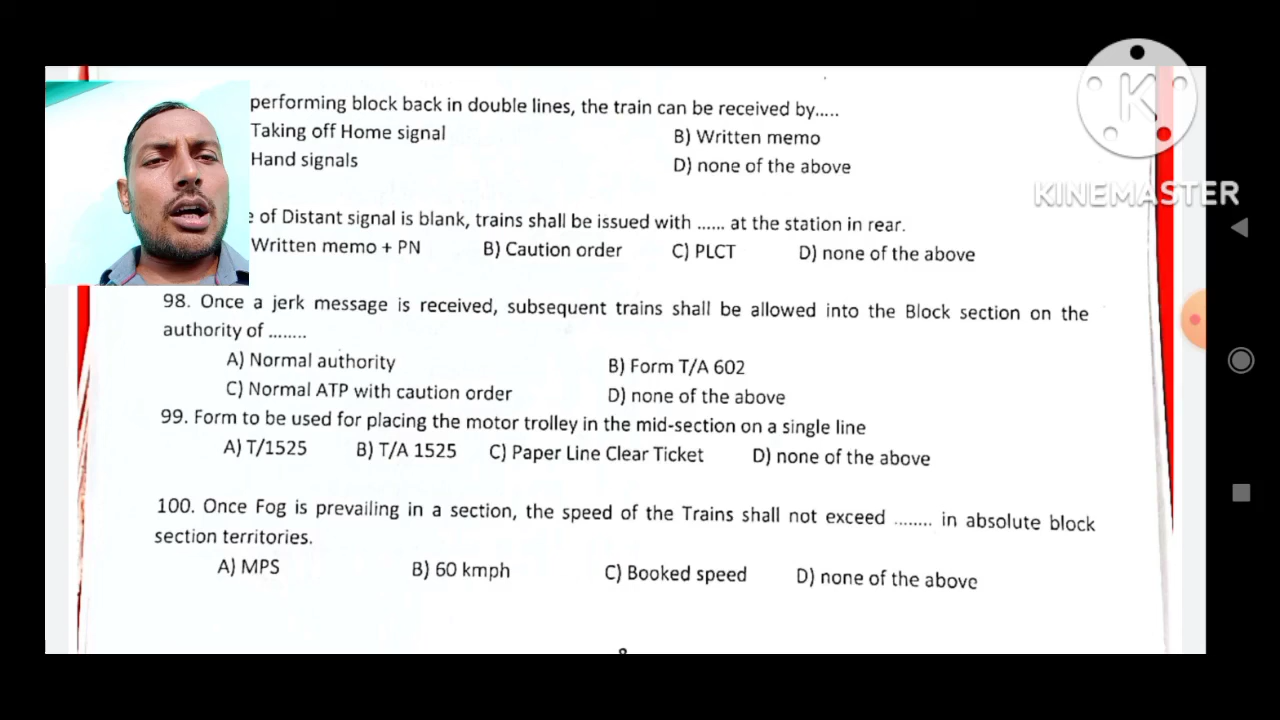 performing block back in double lines, the train can be received by.....
Taking off Home signal B) Written memo
Hand signals D) none of the above
of Distant signal is blank, trains shall be issued with ...... at the station in rear.
Written memo + PN B) Caution order C) PLCT D) none of the above
98. Once a jerk message is received, subsequent trains shall be allowed into the Block section on the
authority of ........
A) Normal authority B) Form T/A 602
C) Normal ATP with caution order D) none of the above
99. Form to be used for placing the motor trolley in the mid-section on a single line
A) T/1525 B) T/A 1525 C) Paper Line Clear Ticket D) none of the above
100. Once Fog is prevailing in a section, the speed of the Trains shall not exceed ........ in absolute block
section territories.
A) MPS B) 60 kmph C) Booked speed D) none of the above
K
KINEMASTER